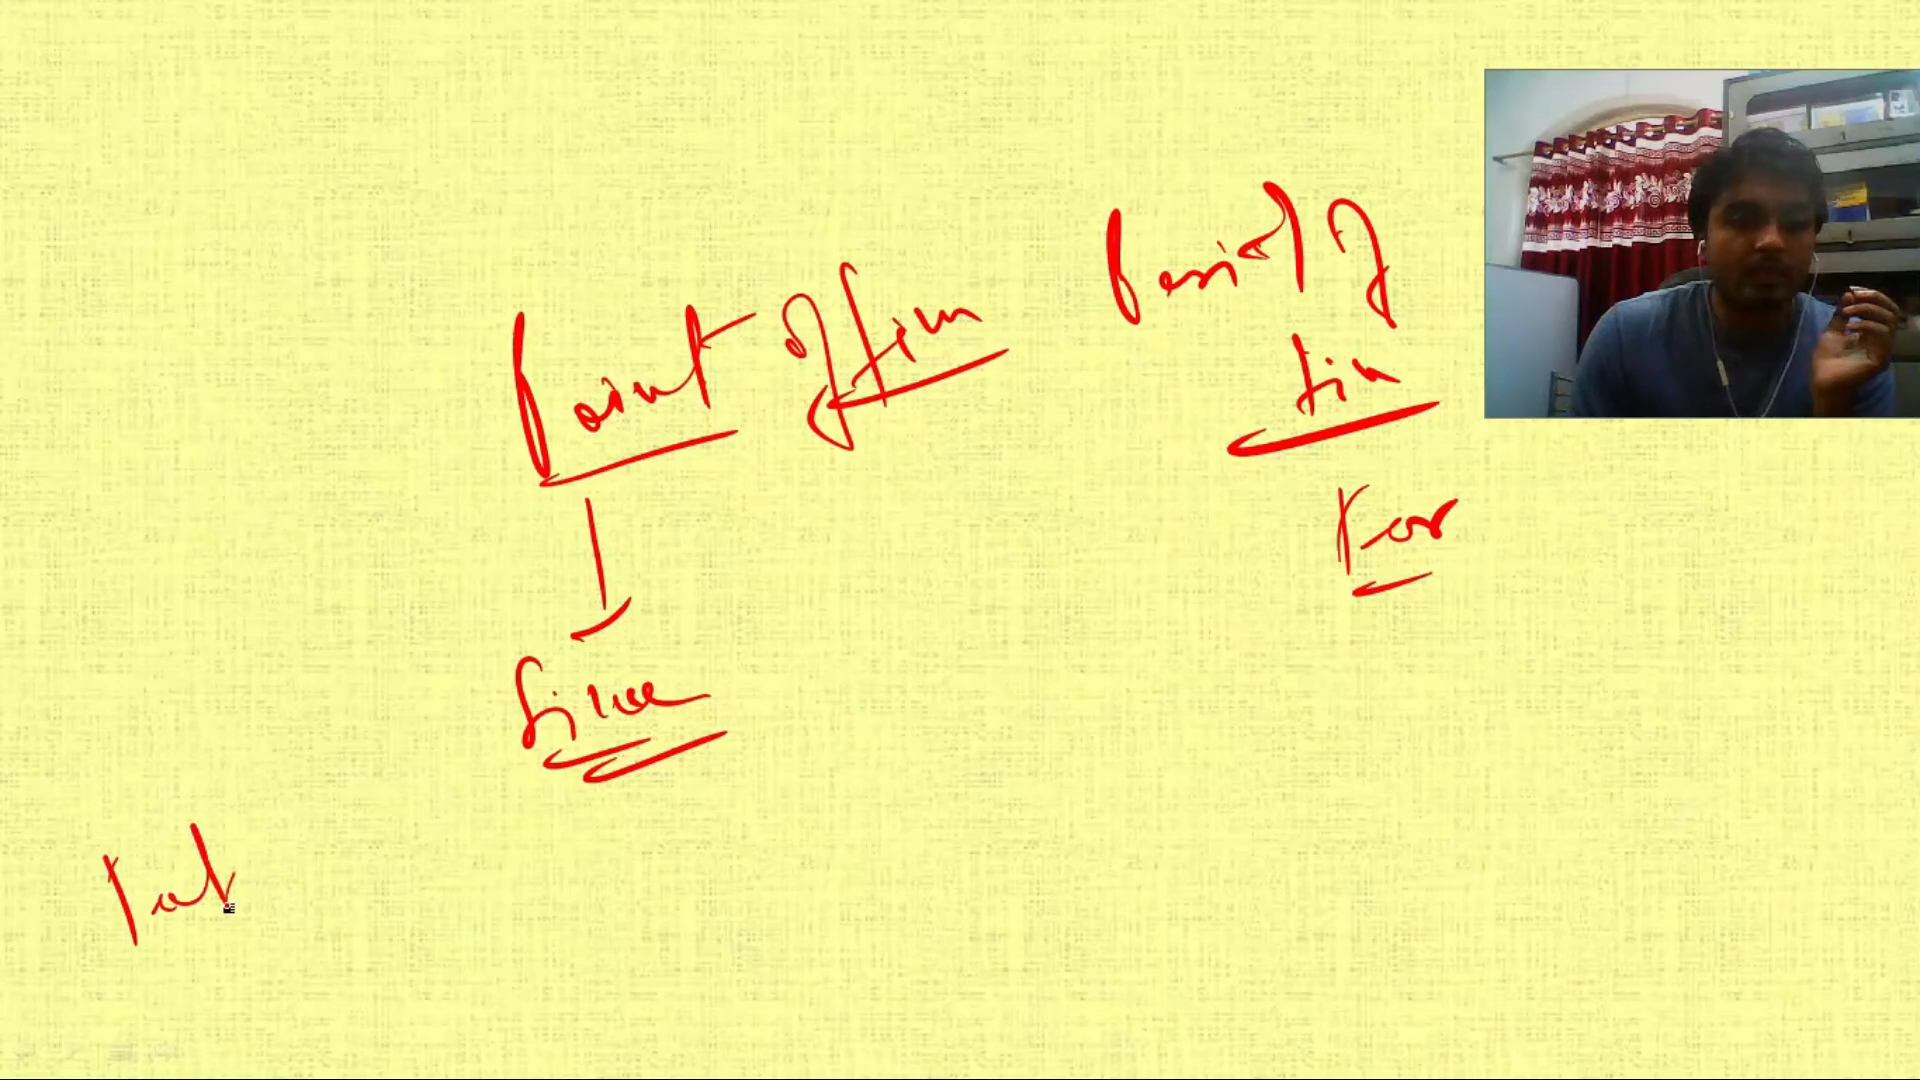 Point of time
Period of
time
For
Since